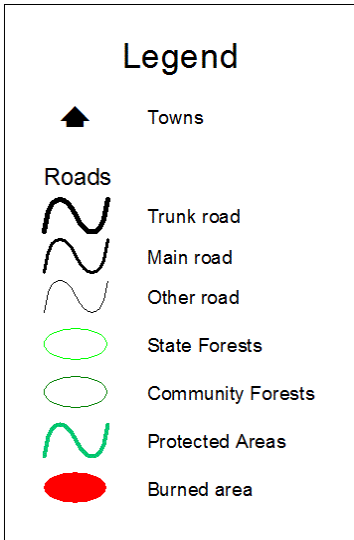 Legend
Towns
Roads
Trunk road
Main road
Other road
State Forests
Community Forests
Protected Areas
Burned area